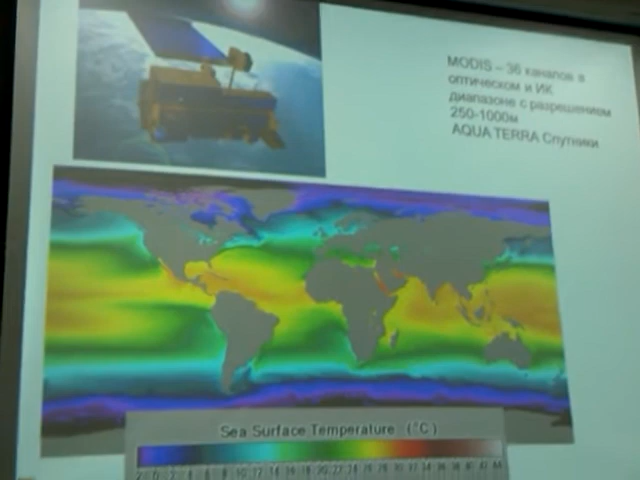 MODIS – 36 каналов в
оптическом и ИК
диапазоне с разрешением
250-1000м
AQUA TERRA Спутники
Sea Surface Temperature (°C)